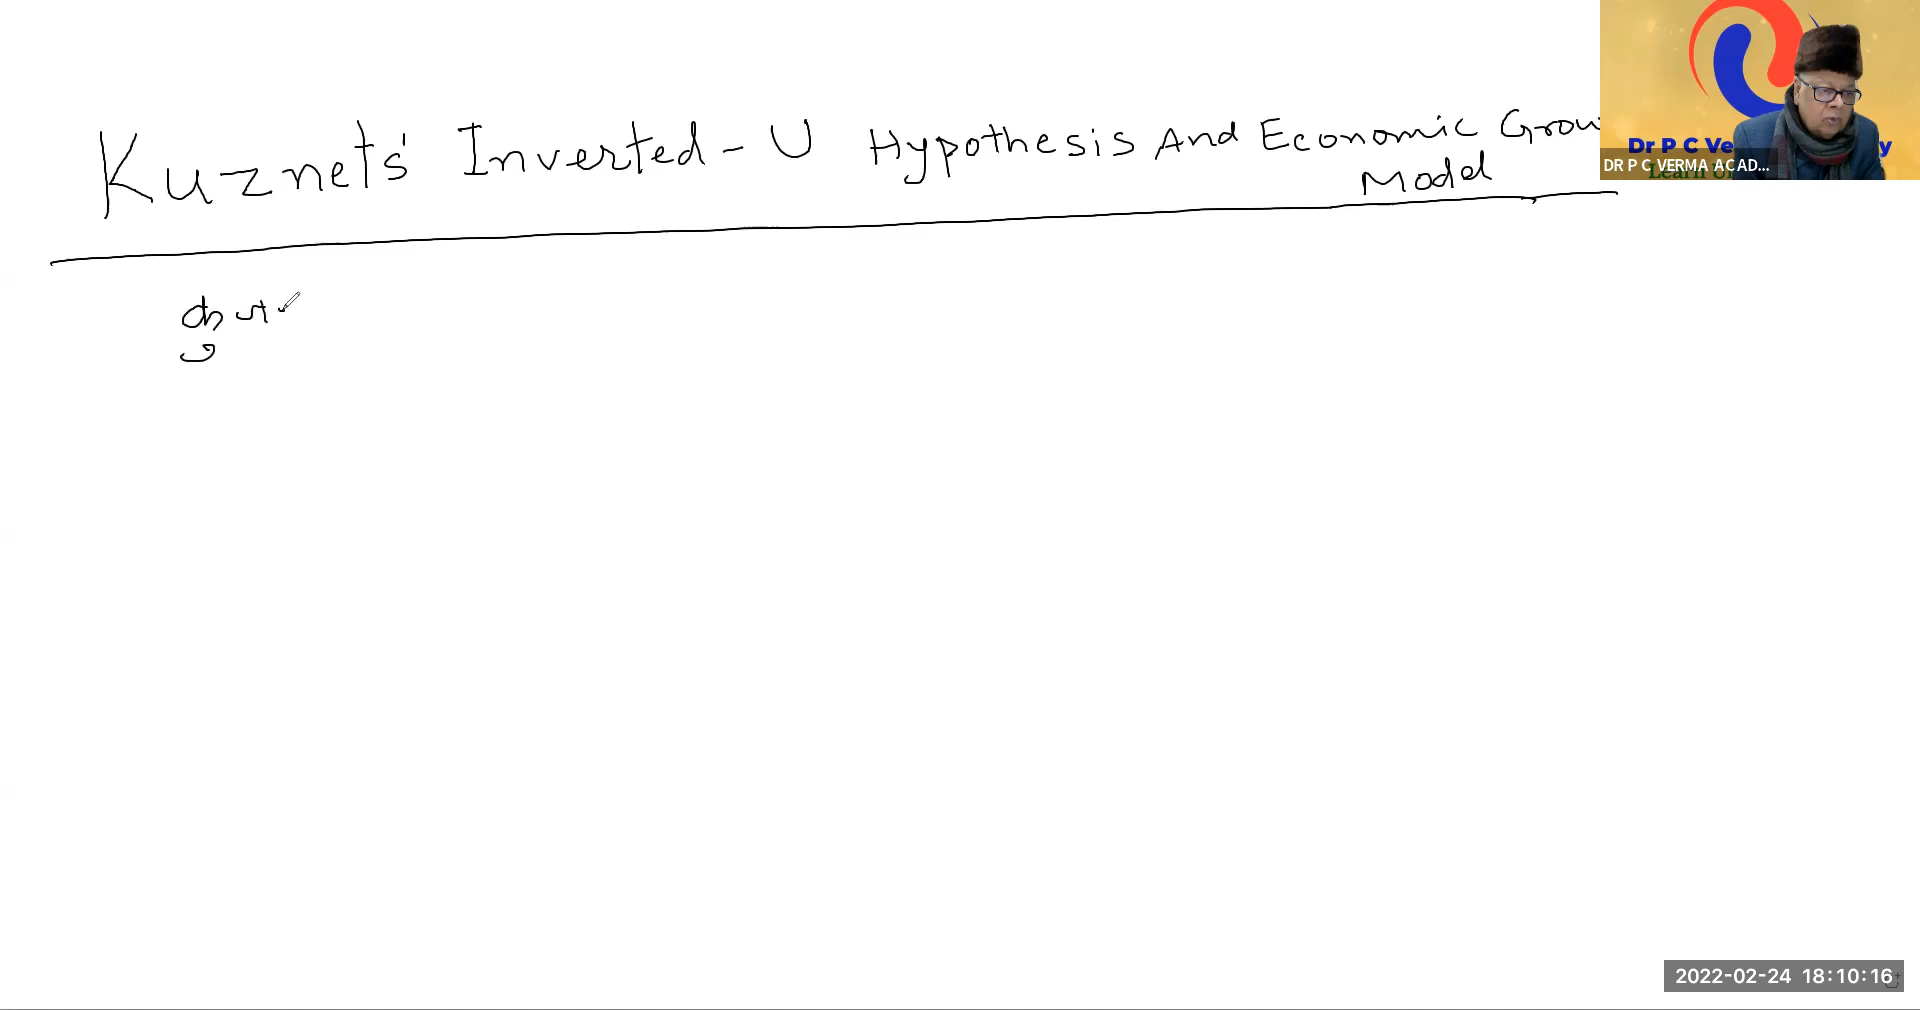 Kuznets' Inverted-U Hypothesis And Economic Grow
Model
Dr P C Ve y
DR P C VERMA ACAD...
2022-02-24 18:10:16